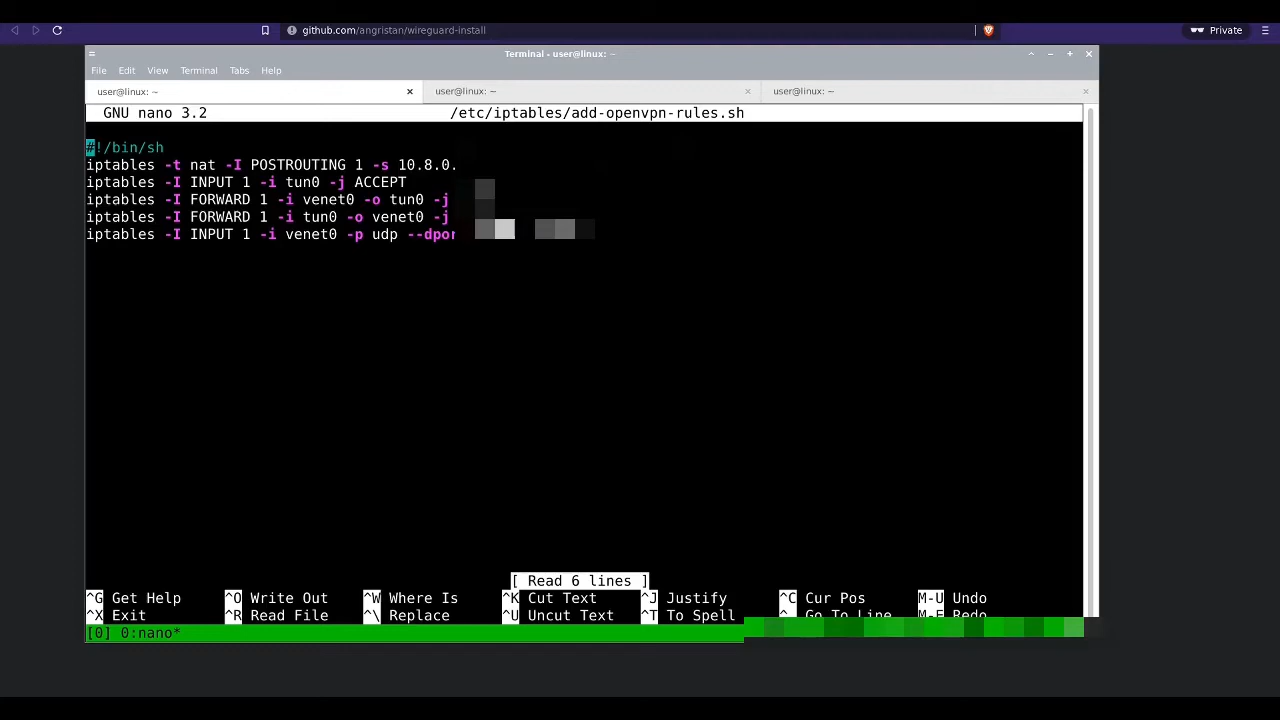 github.com/angristan/wireguard-install
Private
Terminal - user@linux: ~
File Edit View Terminal Tabs Help
user@linux: ~
user@linux: ~
user@linux: ~
GNU nano 3.2 /etc/iptables/add-openvpn-rules.sh
#!/bin/sh
iptables -t nat -I POSTROUTING 1 -s 10.8.0.
iptables -I INPUT 1 -i tun0 -j ACCEPT
iptables -I FORWARD 1 -i venet0 -o tun0 -j
iptables -I FORWARD 1 -i tun0 -o venet0 -j
iptables -I INPUT 1 -i venet0 -p udp --dpor
[ Read 6 lines ]
^G Get Help ^O Write Out ^W Where Is ^K Cut Text ^J Justify ^C Cur Pos M-U Undo
^X Exit ^R Read File ^\ Replace ^U Uncut Text ^T To Spell ^_ Go To Line M-E Redo
[0] 0:nano*